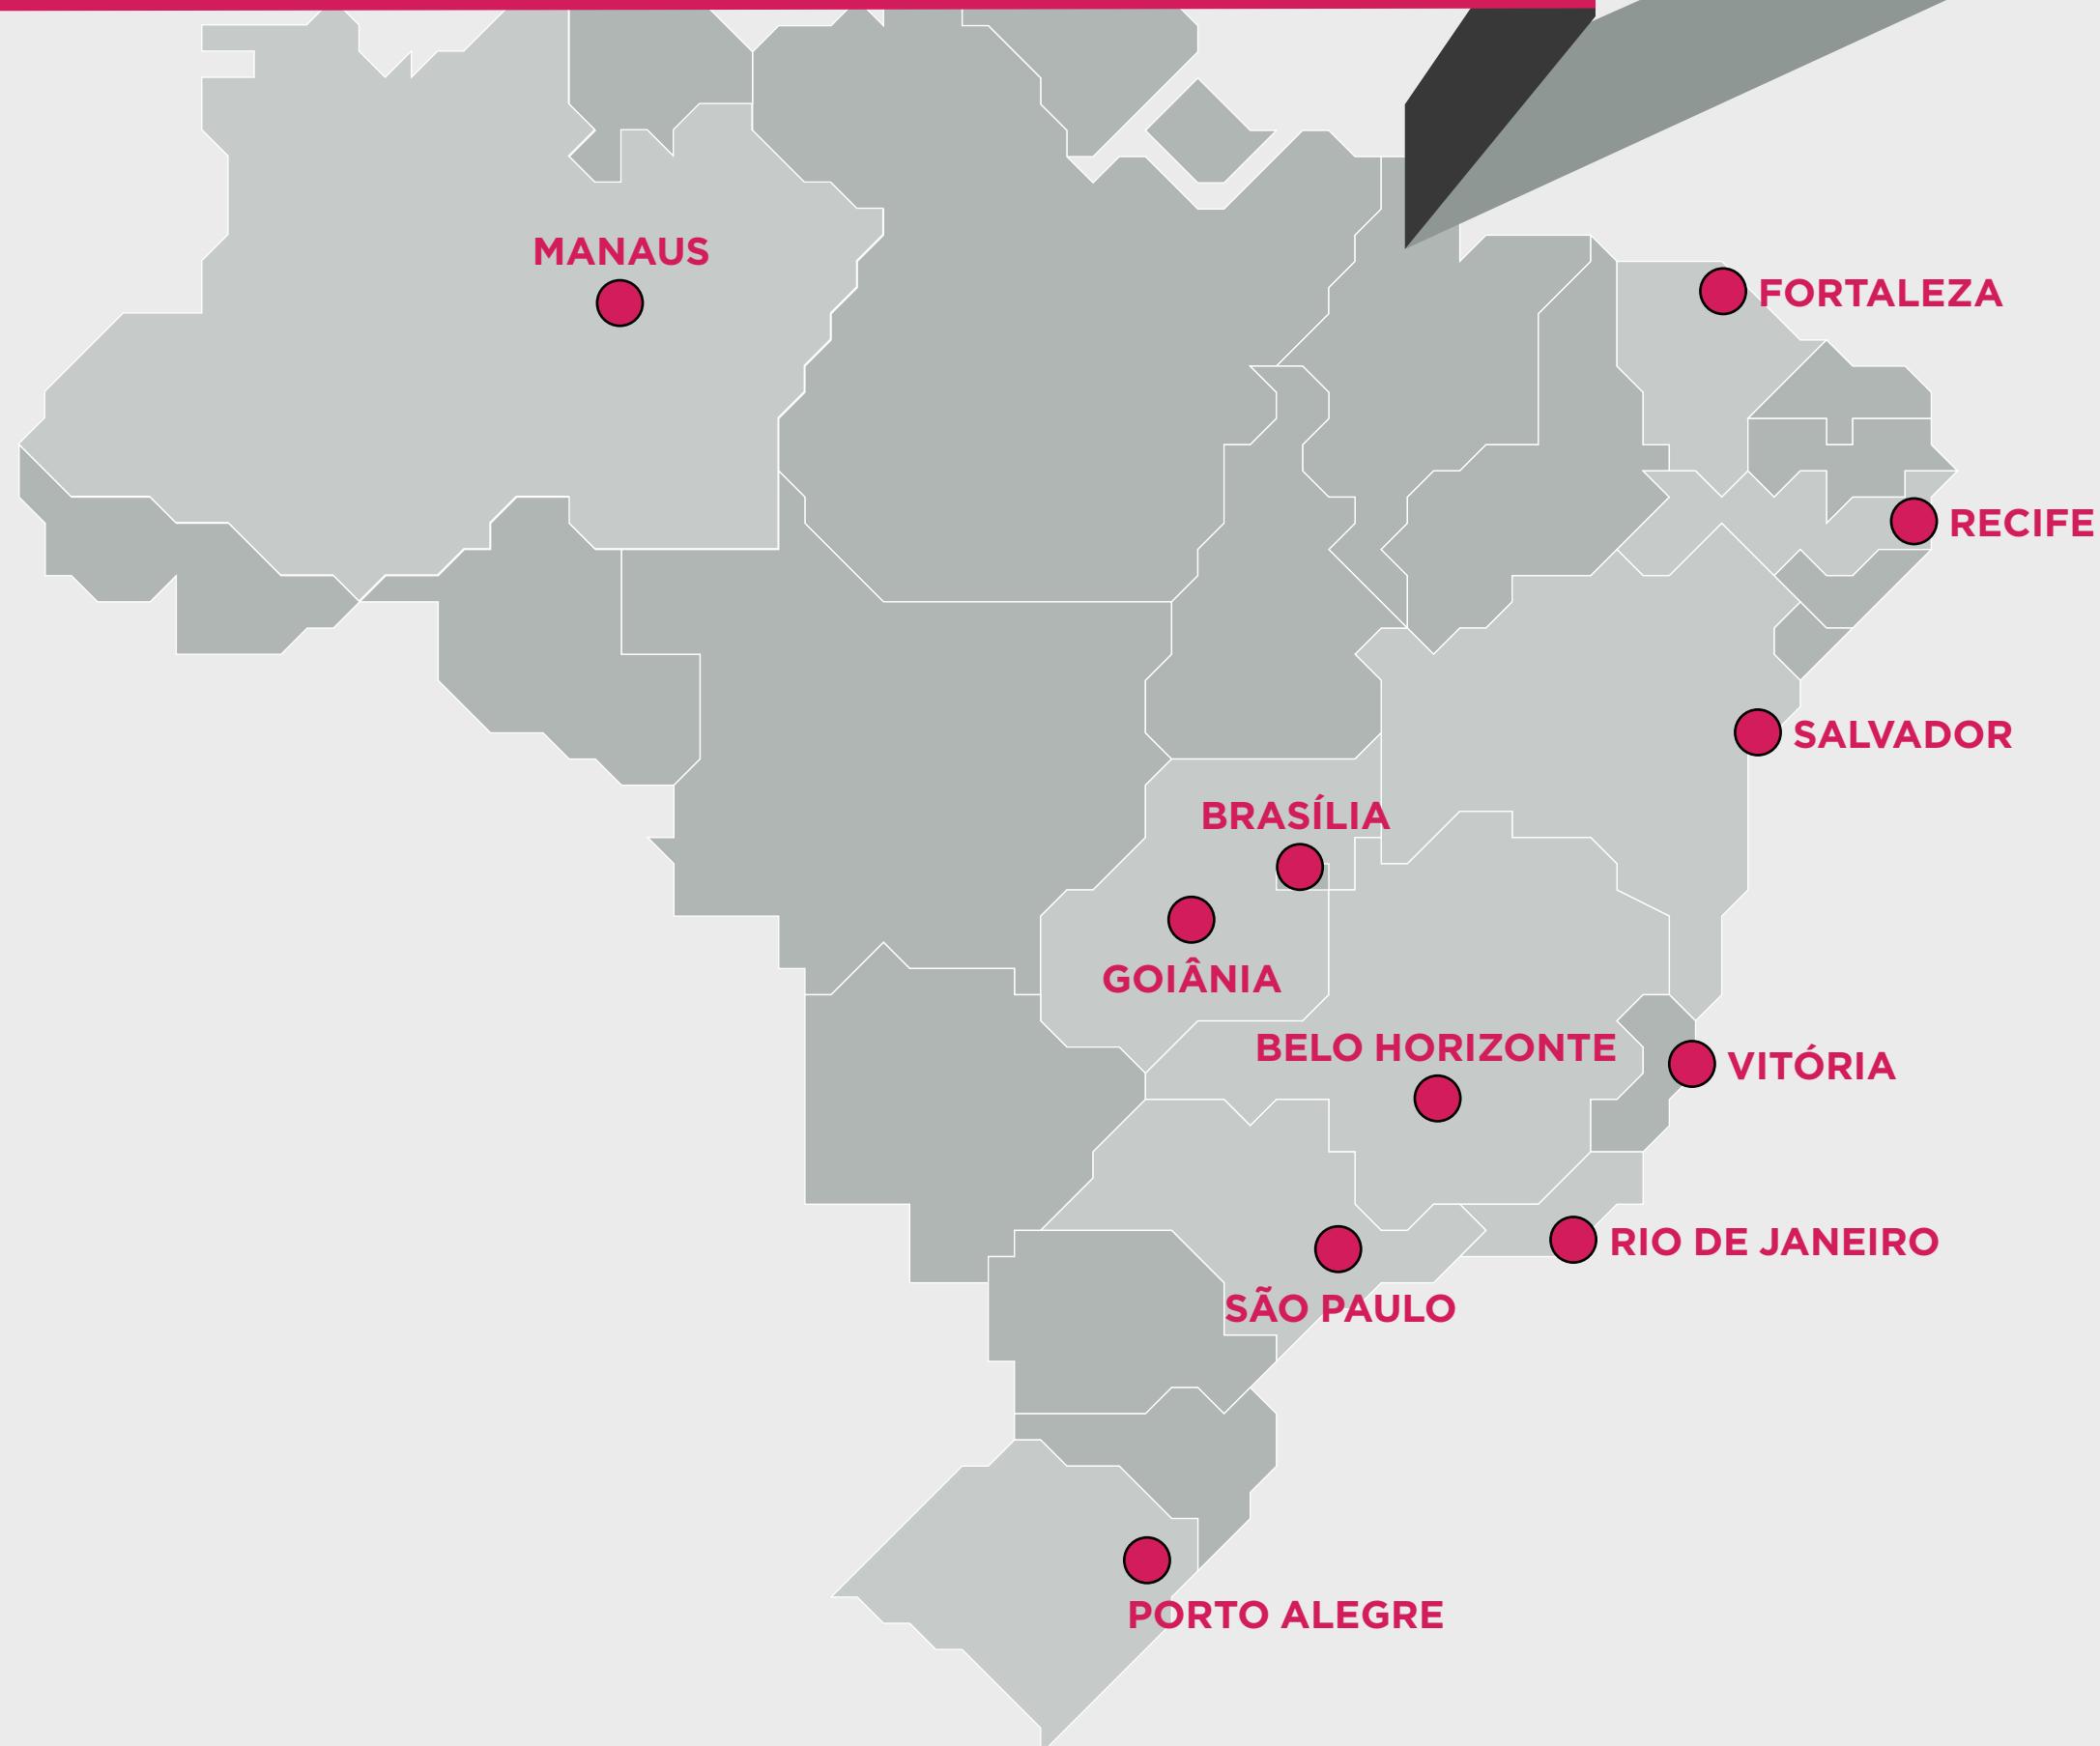 MANAUS
FORTALEZA
RECIFE
SALVADOR
BRASÍLIA
GOIÂNIA
BELO HORIZONTE
VITÓRIA
RIO DE JANEIRO
SÃO PAULO
PORTO ALEGRE